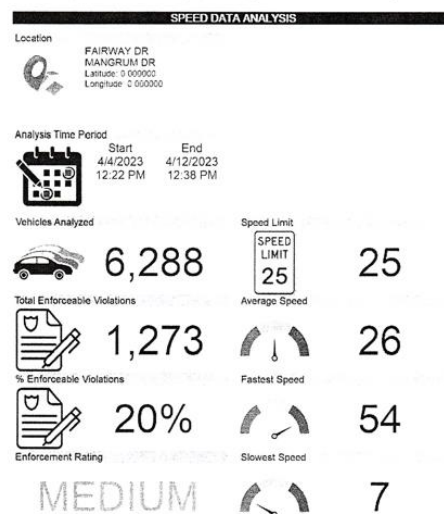 SPEED DATA ANALYSIS
Location
FAIRWAY DR
MANGRUM DR
Latitude: 0.000000
Longitude: 0.000000
Analysis Time Period
Start End
4/4/2023 4/12/2023
12:22 PM 12:38 PM
Vehicles Analyzed
6,288
Speed Limit
SPEED
LIMIT
25
25
Total Enforceable Violations
1,273
Average Speed
26
% Enforceable Violations
20%
Fastest Speed
54
Enforcement Rating
MEDIUM
Slowest Speed
7